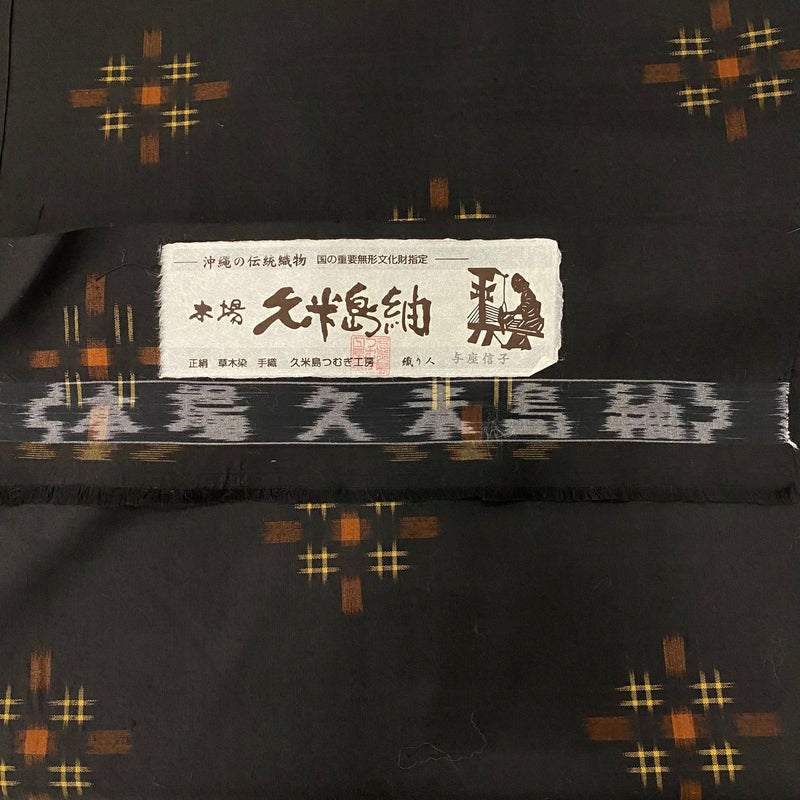 沖縄の伝統織物 国の重要無形文化財指定
本場 久米島紬
正絹 草木染 手織 久米島つむぎ工房 織り人 与座信子
本場久米島紬